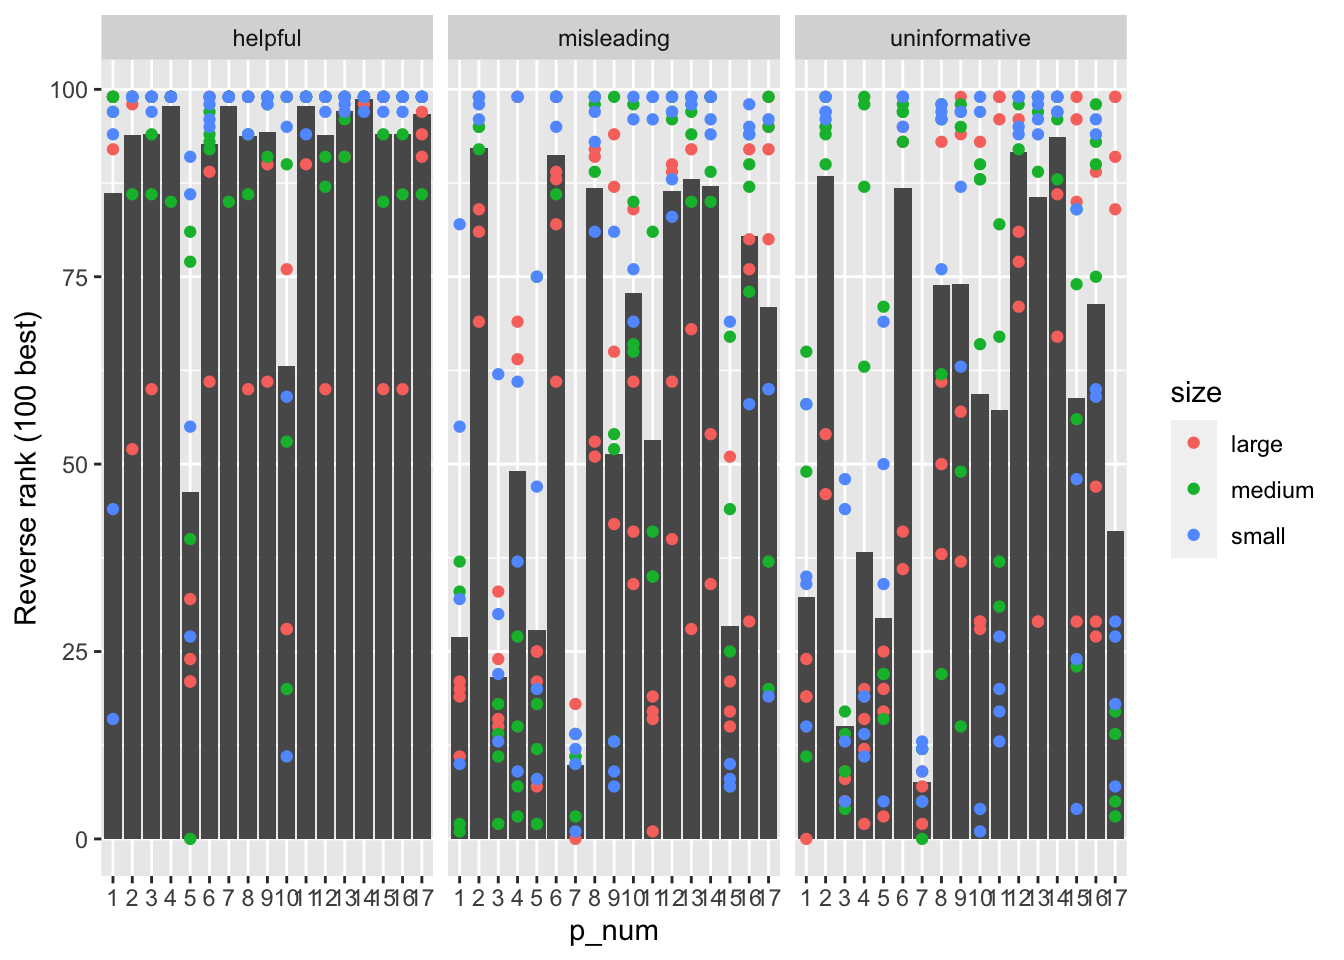 helpful misleading uninformative
100
75
50
25
0
Reverse rank (100 best)
1 2 3 4 5 6 7 8 9 10 11 12 13 14 15 16 17 1 2 3 4 5 6 7 8 9 10 11 12 13 14 15 16 17 1 2 3 4 5 6 7 8 9 10 11 12 13 14 15 16 17
p_num
size
large
medium
small